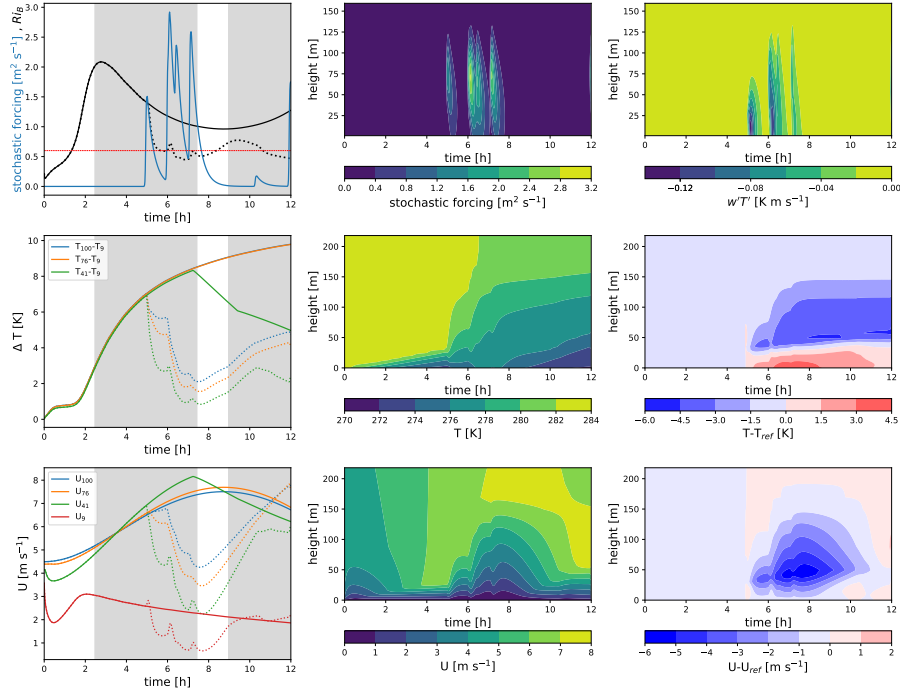 stochastic forcing [m² s⁻¹] , Ri_B
3.0
2.5
2.0
1.5
1.0
0.5
0.0
0 2 4 6 8 10 12
time [h]
height [m]
150
125
100
75
50
25
0 2 4 6 8 10 12
time [h]
0.0 0.4 0.8 1.2 1.6 2.0 2.4 2.8 3.2
stochastic forcing [m² s⁻¹]
height [m]
150
125
100
75
50
25
0 2 4 6 8 10 12
time [h]
−0.12 −0.08 −0.04 0.00
w'T' [K m s⁻¹]
Δ T [K]
10
8
6
4
2
0
T₁₀₀-T₉
T₇₆-T₉
T₄₁-T₉
0 2 4 6 8 10 12
time [h]
height [m]
200
150
100
50
0
0 2 4 6 8 10 12
time [h]
270 272 274 276 278 280 282 284
T [K]
height [m]
200
150
100
50
0
0 2 4 6 8 10 12
time [h]
−6.0 −4.5 −3.0 −1.5 0.0 1.5 3.0 4.5
T-T_ref [K]
U [m s⁻¹]
8
7
6
5
4
3
2
1
U₁₀₀
U₇₆
U₄₁
U₉
0 2 4 6 8 10 12
time [h]
height [m]
200
150
100
50
0
0 2 4 6 8 10 12
time [h]
0 1 2 3 4 5 6 7 8
U [m s⁻¹]
height [m]
200
150
100
50
0
0 2 4 6 8 10 12
time [h]
−6 −5 −4 −3 −2 −1 0 1 2
U-U_ref [m s⁻¹]